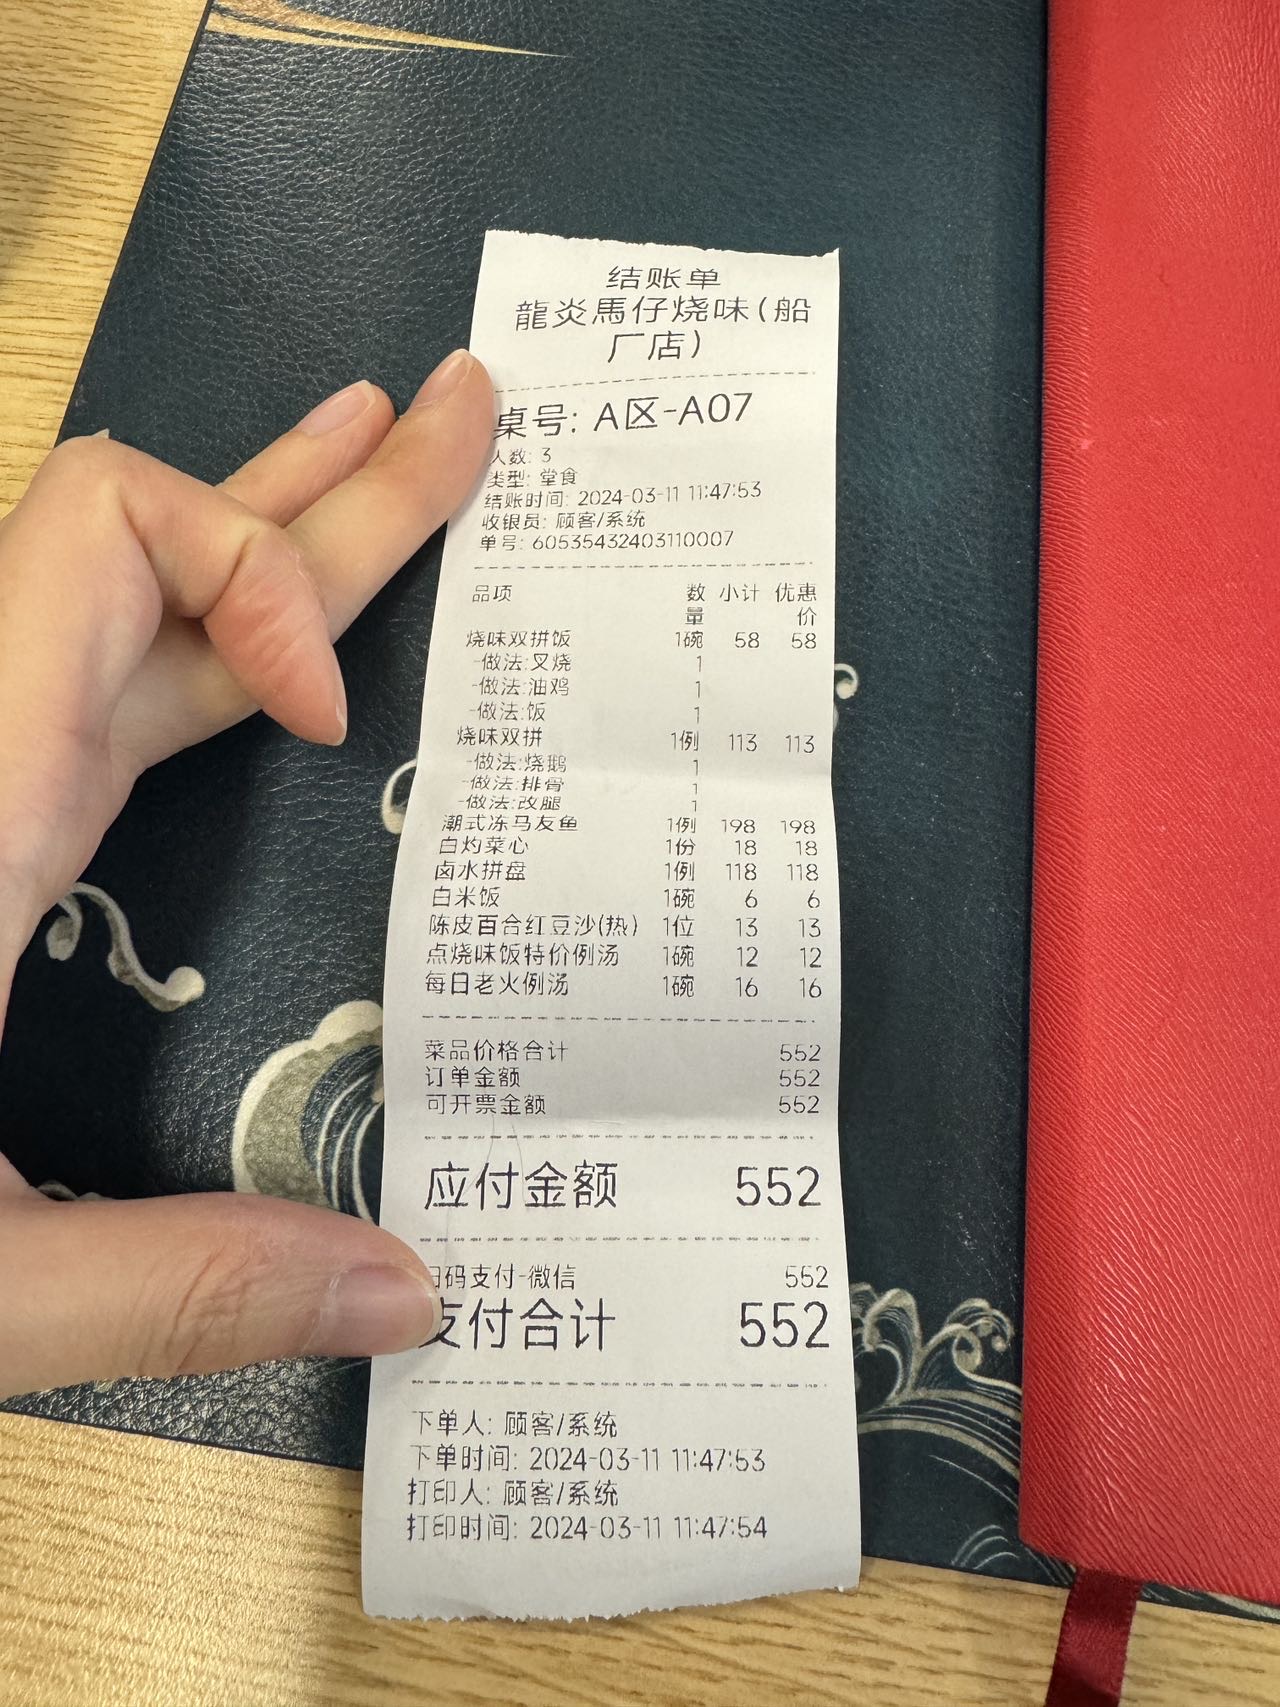 结账单
龍炎馬仔烧味(船
厂店)
桌号: A区-A07
人数: 3
类型: 堂食
结账时间: 2024-03-11 11:47:53
收银员: 顾客/系统
单号: 60535432403110007
品项 数量 小计 优惠价
烧味双拼饭 1碗 58 58
-做法:叉烧 1
-做法:油鸡 1
-做法:饭 1
烧味双拼 1例 113 113
-做法:烧鹅 1
-做法:排骨 1
-做法:改腿 1
潮式冻马友鱼 1例 198 198
白灼菜心 1份 18 18
卤水拼盘 1例 118 118
白米饭 1碗 6 6
陈皮百合红豆沙(热) 1位 13 13
点烧味饭特价例汤 1碗 12 12
每日老火例汤 1碗 16 16
菜品价格合计 552
订单金额 552
可开票金额 552
应付金额 552
扫码支付-微信 552
支付合计 552
下单人: 顾客/系统
下单时间: 2024-03-11 11:47:53
打印人: 顾客/系统
打印时间: 2024-03-11 11:47:54